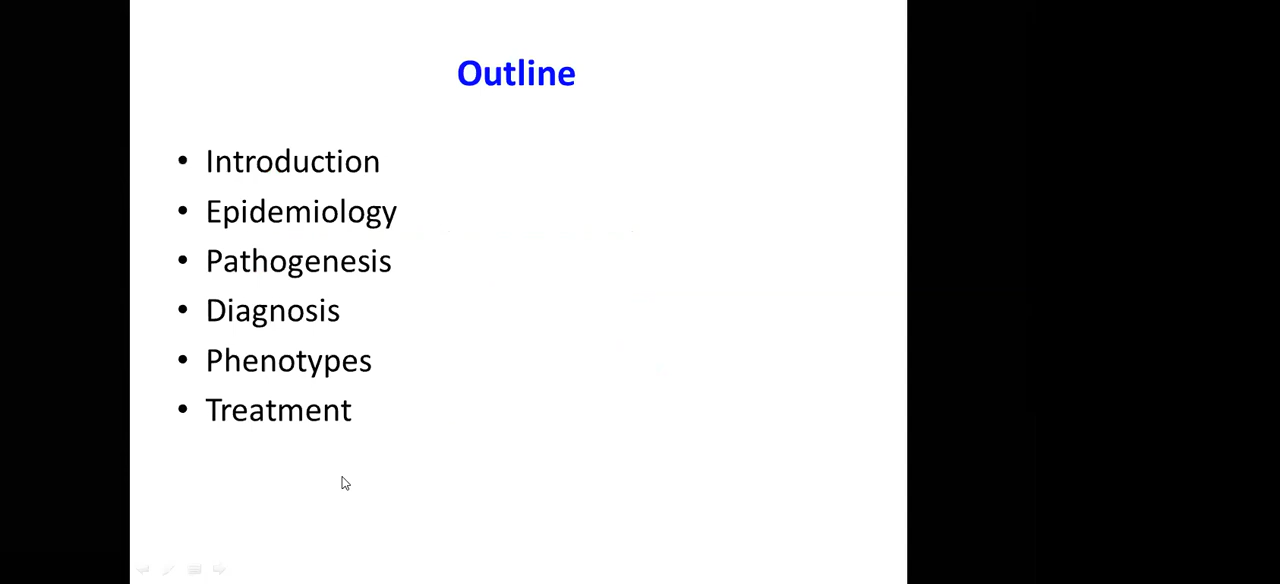 Outline
• Introduction
• Epidemiology
• Pathogenesis
• Diagnosis
• Phenotypes
• Treatment